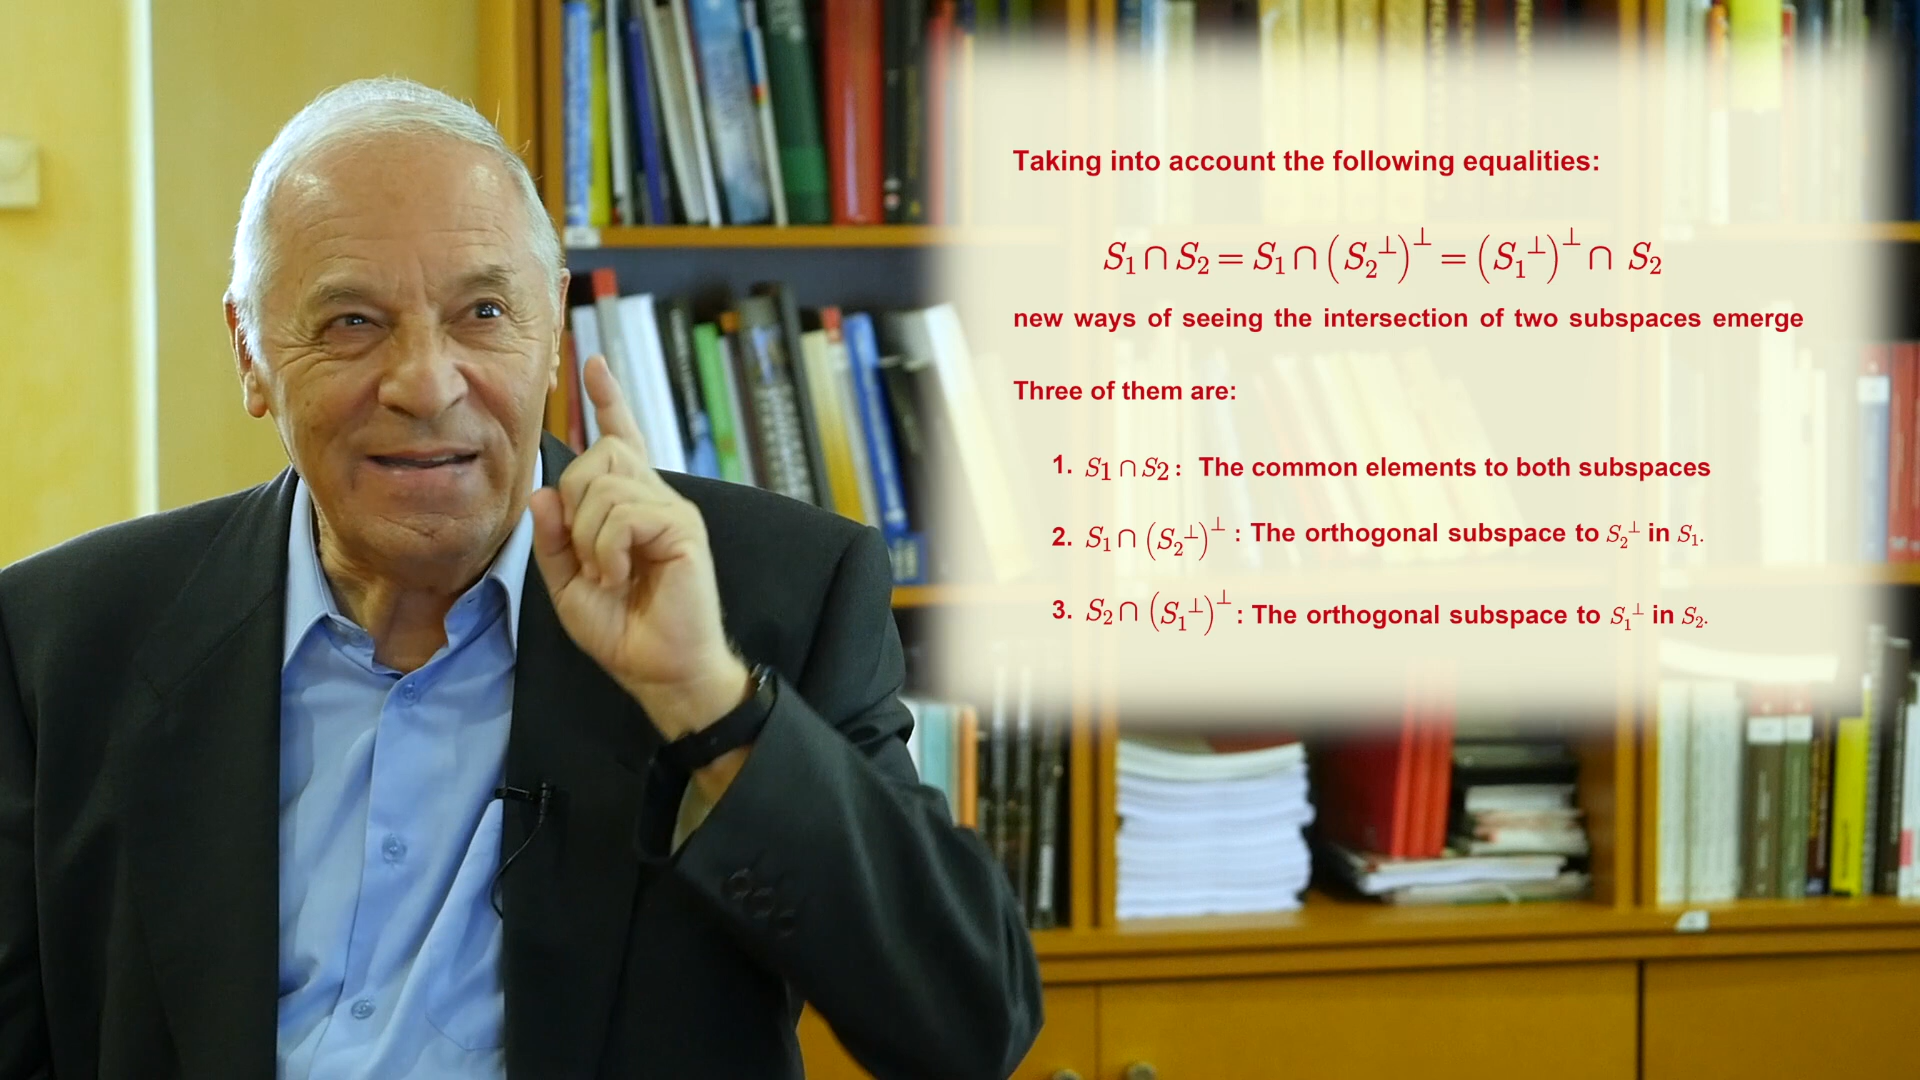 Taking into account the following equalities:
S₁ ∩ S₂ = S₁ ∩ (S₂^⊥)^⊥ = (S₁^⊥)^⊥ ∩ S₂
new ways of seeing the intersection of two subspaces emerge
Three of them are:
1. S₁ ∩ S₂ : The common elements to both subspaces
2. S₁ ∩ (S₂^⊥)^⊥ : The orthogonal subspace to S₂^⊥ in S₁.
3. S₂ ∩ (S₁^⊥)^⊥ : The orthogonal subspace to S₁^⊥ in S₂.